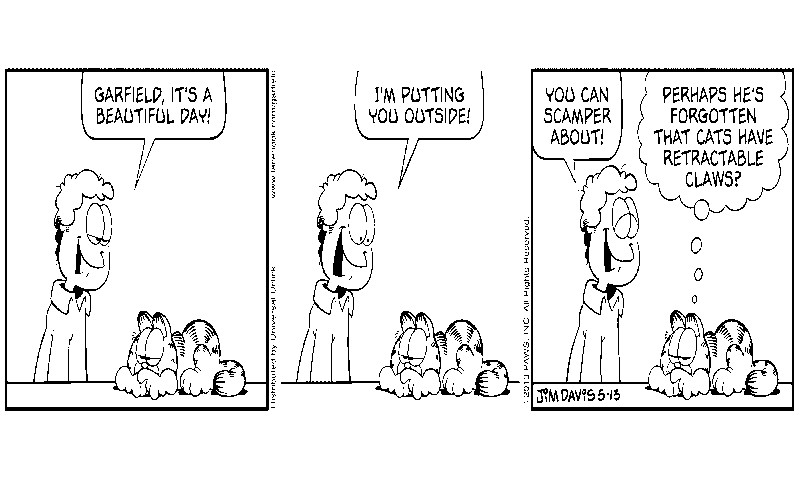 GARFIELD, IT'S A
BEAUTIFUL DAY!
I'M PUTTING
YOU OUTSIDE!
YOU CAN
SCAMPER
ABOUT!
PERHAPS HE'S
FORGOTTEN
THAT CATS HAVE
RETRACTABLE
CLAWS?
JIM DAVIS 5-13